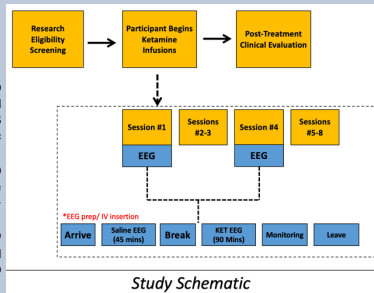 Research
Eligibility
Screening
Participant Begins
Ketamine
Infusions
Post-Treatment
Clinical Evaluation
Session #1
EEG
Sessions
#2-3
Session #4
EEG
Sessions
#5-8
*EEG prep/ IV insertion
Arrive
Saline EEG
(45 mins)
Break
KET EEG
(90 Mins)
Monitoring
Leave
Study Schematic